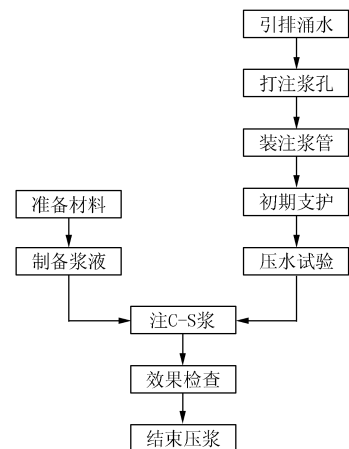 引排涌水
打注浆孔
装注浆管
初期支护
准备材料
制备浆液
压水试验
注C-S浆
效果检查
结束压浆